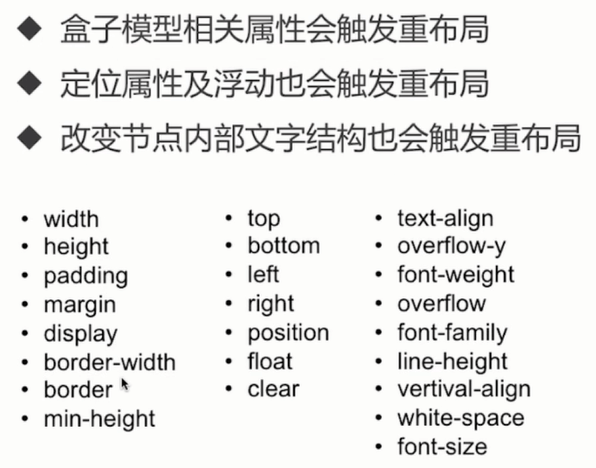 ◆ 盒子模型相关属性会触发重布局
◆ 定位属性及浮动也会触发重布局
◆ 改变节点内部文字结构也会触发重布局
• width
• height
• padding
• margin
• display
• border-width
• border
• min-height
• top
• bottom
• left
• right
• position
• float
• clear
• text-align
• overflow-y
• font-weight
• overflow
• font-family
• line-height
• vertival-align
• white-space
• font-size